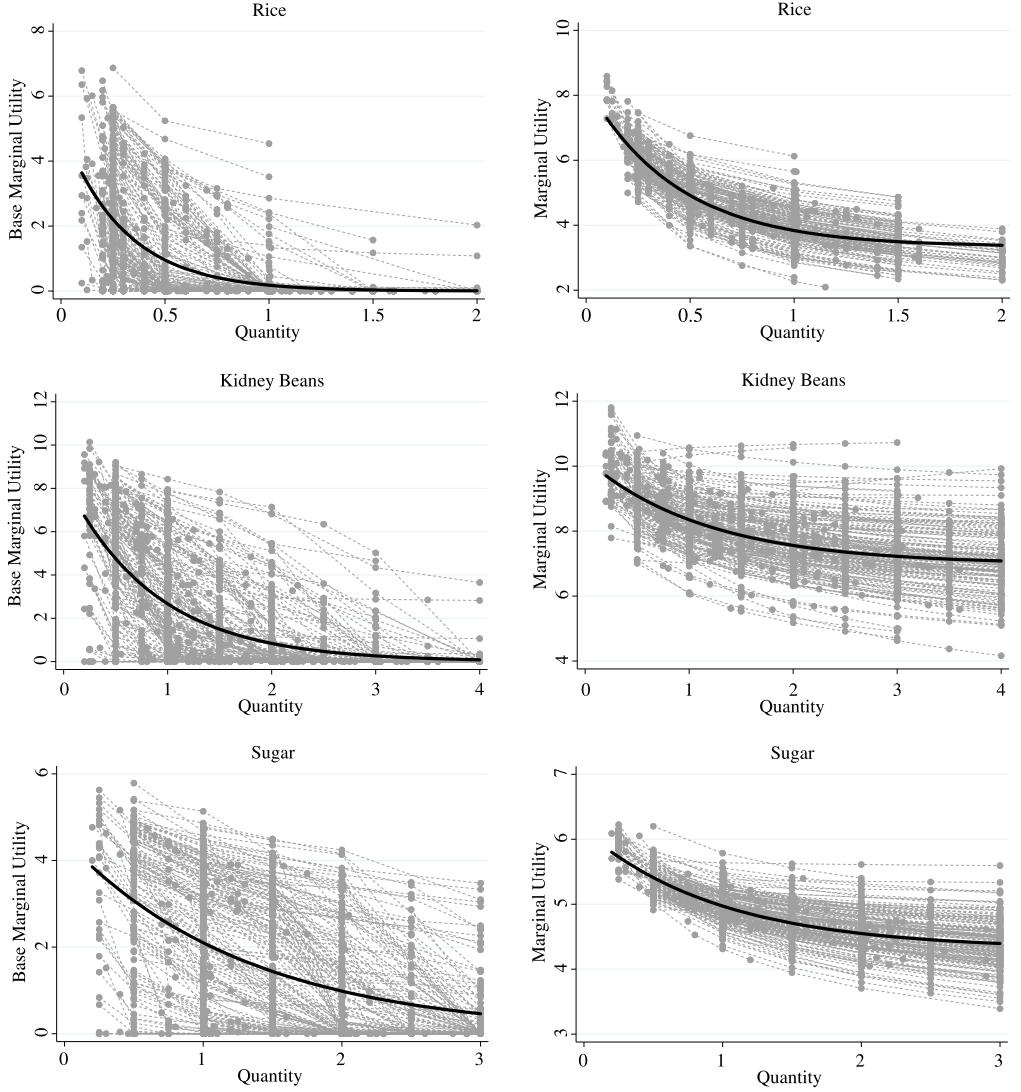 Rice
Base Marginal Utility
8
6
4
2
0
0 0.5 1 1.5 2
Quantity
Rice
Marginal Utility
10
8
6
4
2
0 0.5 1 1.5 2
Quantity
Kidney Beans
Base Marginal Utility
12
10
8
6
4
2
0
0 1 2 3 4
Quantity
Kidney Beans
Marginal Utility
12
10
8
6
4
0 1 2 3 4
Quantity
Sugar
Base Marginal Utility
6
4
2
0
0 1 2 3
Quantity
Sugar
Marginal Utility
7
6
5
4
3
0 1 2 3
Quantity